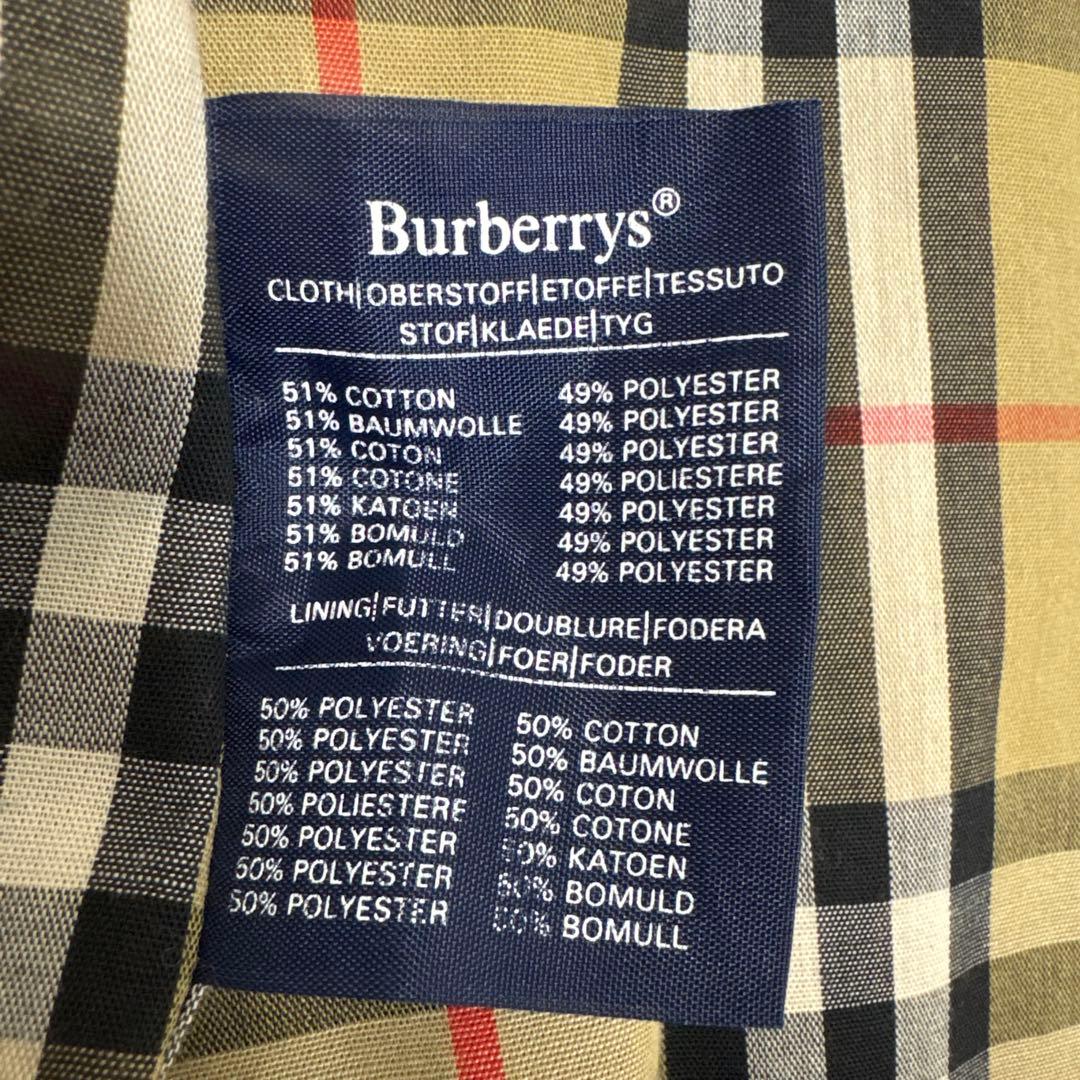 Burberrys®
CLOTH|OBERSTOFF|ETOFFE|TESSUTO
STOF|KLAEDE|TYG
51% COTTON 49% POLYESTER
51% BAUMWOLLE 49% POLYESTER
51% COTON 49% POLYESTER
51% COTONE 49% POLIESTERE
51% KATOEN 49% POLYESTER
51% BOMULD 49% POLYESTER
51% BOMULL 49% POLYESTER
LINING|FUTTER|DOUBLURE|FODERA
VOERING|FOER|FODER
50% POLYESTER 50% COTTON
50% POLYESTER 50% BAUMWOLLE
50% POLYESTER 50% COTON
50% POLIESTERE 50% COTONE
50% POLYESTER 50% KATOEN
50% POLYESTER 50% BOMULD
50% POLYESTER 50% BOMULL